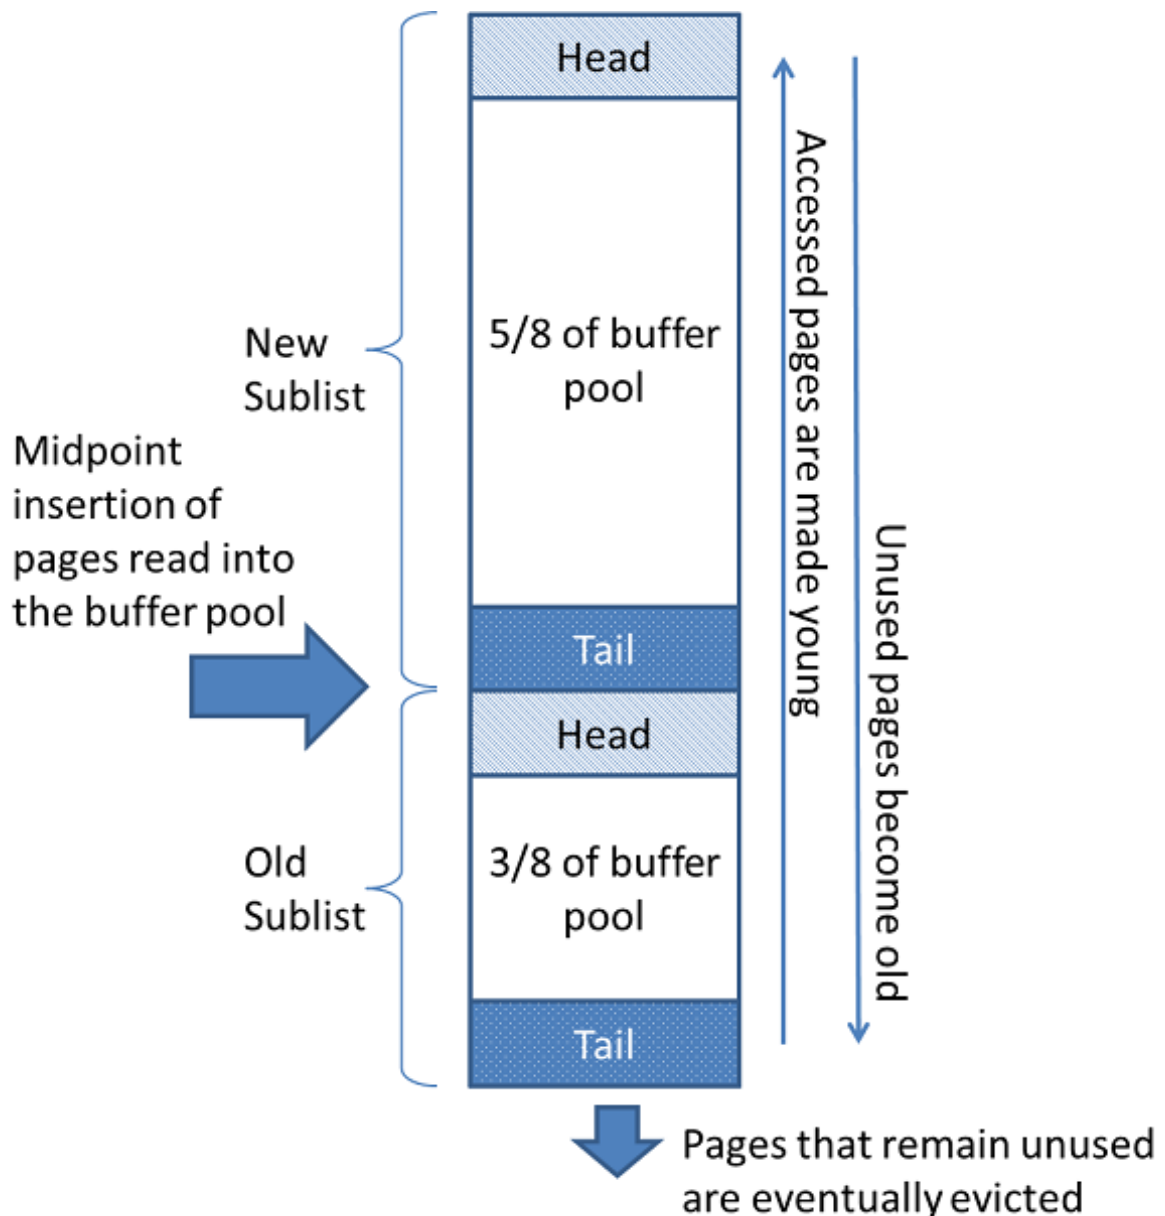 Head
5/8 of buffer
pool
Tail
New
Sublist
Midpoint
insertion of
pages read into
the buffer pool
Head
3/8 of buffer
pool
Tail
Old
Sublist
Accessed pages are made young
Unused pages become old
Pages that remain unused
are eventually evicted